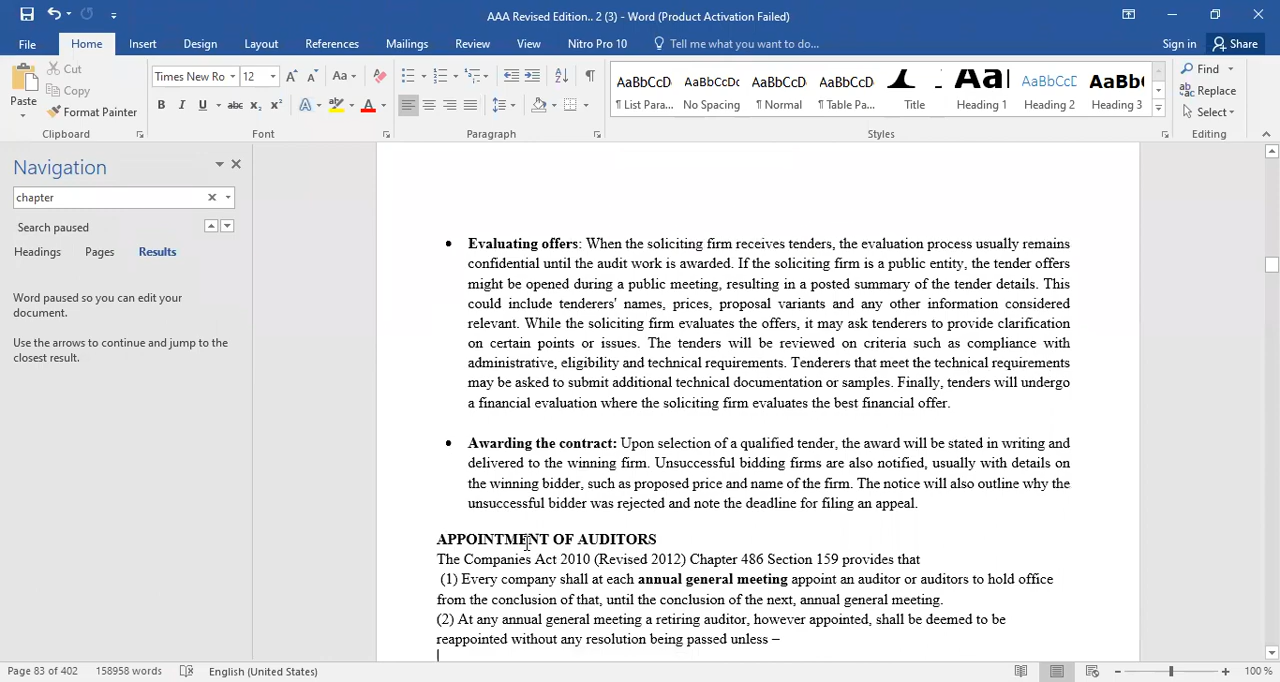 AAA Revised Edition.. 2 (3) - Word (Product Activation Failed)
File Home Insert Design Layout References Mailings Review View Nitro Pro 10 Tell me what you want to do... Sign in Share
Paste
Cut
Copy
Format Painter
Clipboard
Times New Ro 12
Font
Paragraph
AaBbCcD AaBbCcDc AaBbCcD AaBbCcD AaBbCcD AaBbC
¶ List Para... No Spacing ¶ Normal ¶ Table Pa... Title Heading 1 Heading 2 Heading 3
Styles
Find
Replace
Select
Editing
Navigation
chapter
Search paused
Headings Pages Results
Word paused so you can edit your
document.
Use the arrows to continue and jump to the
closest result.
• Evaluating offers: When the soliciting firm receives tenders, the evaluation process usually remains
confidential until the audit work is awarded. If the soliciting firm is a public entity, the tender offers
might be opened during a public meeting, resulting in a posted summary of the tender details. This
could include tenderers' names, prices, proposal variants and any other information considered
relevant. While the soliciting firm evaluates the offers, it may ask tenderers to provide clarification
on certain points or issues. The tenders will be reviewed on criteria such as compliance with
administrative, eligibility and technical requirements. Tenderers that meet the technical requirements
may be asked to submit additional technical documentation or samples. Finally, tenders will undergo
a financial evaluation where the soliciting firm evaluates the best financial offer.
• Awarding the contract: Upon selection of a qualified tender, the award will be stated in writing and
delivered to the winning firm. Unsuccessful bidding firms are also notified, usually with details on
the winning bidder, such as proposed price and name of the firm. The notice will also outline why the
unsuccessful bidder was rejected and note the deadline for filing an appeal.
APPOINTMENT OF AUDITORS
The Companies Act 2010 (Revised 2012) Chapter 486 Section 159 provides that
(1) Every company shall at each annual general meeting appoint an auditor or auditors to hold office
from the conclusion of that, until the conclusion of the next, annual general meeting.
(2) At any annual general meeting a retiring auditor, however appointed, shall be deemed to be
reappointed without any resolution being passed unless –
Page 83 of 402 158958 words English (United States) 100 %